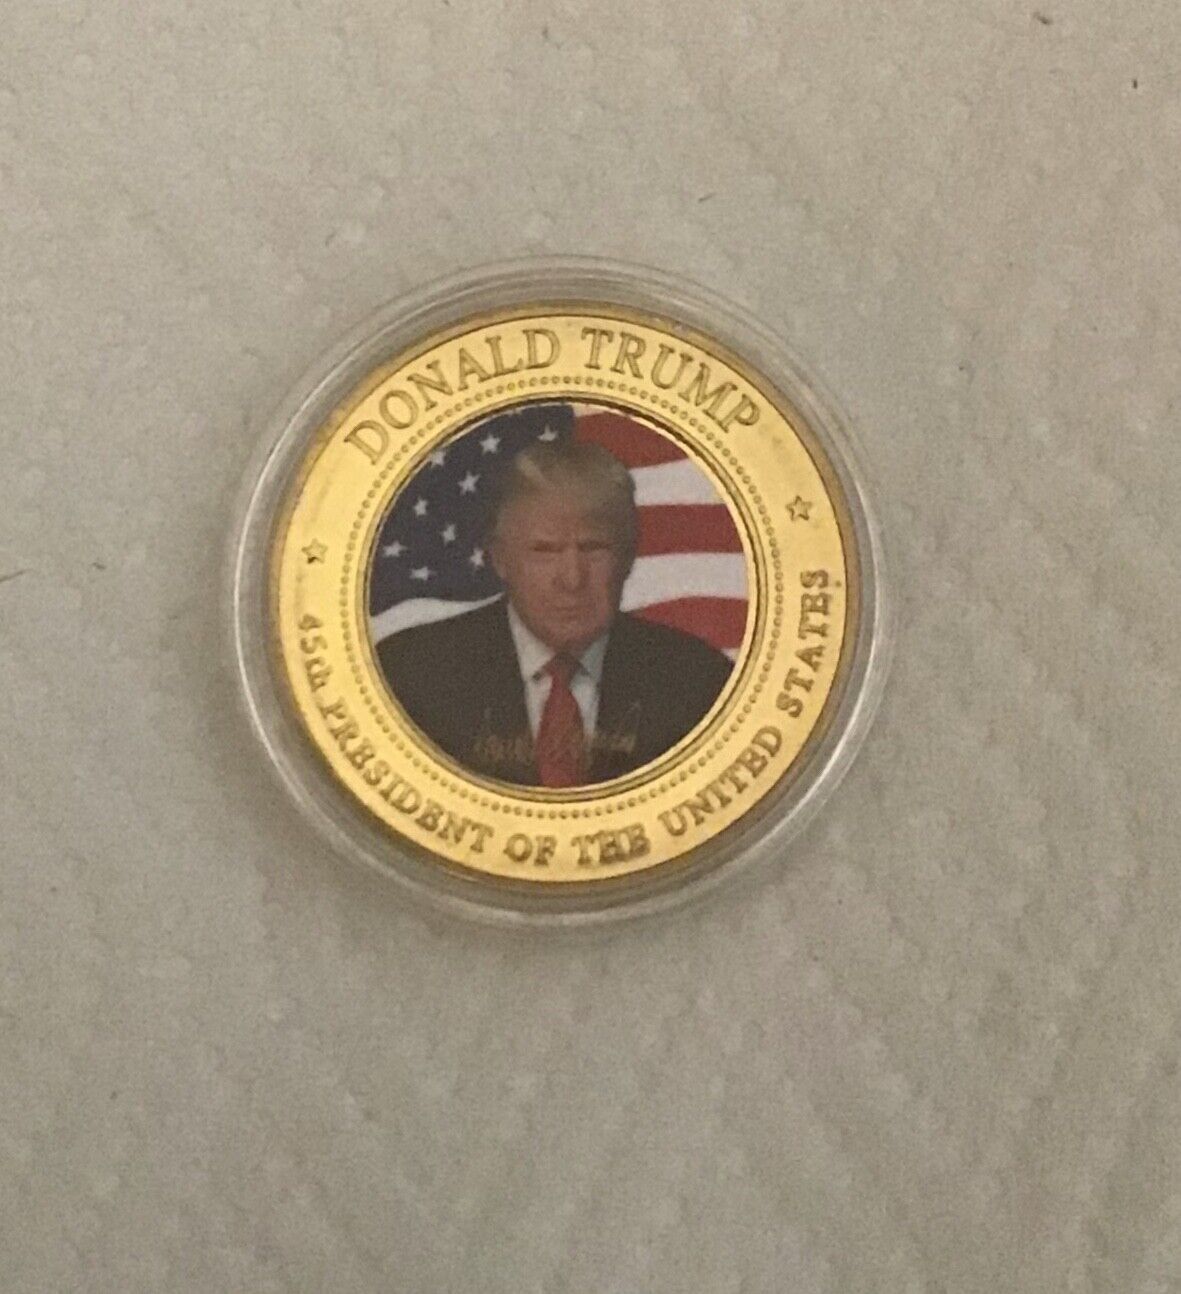 DONALD TRUMP
45th PRESIDENT OF THE UNITED STATES